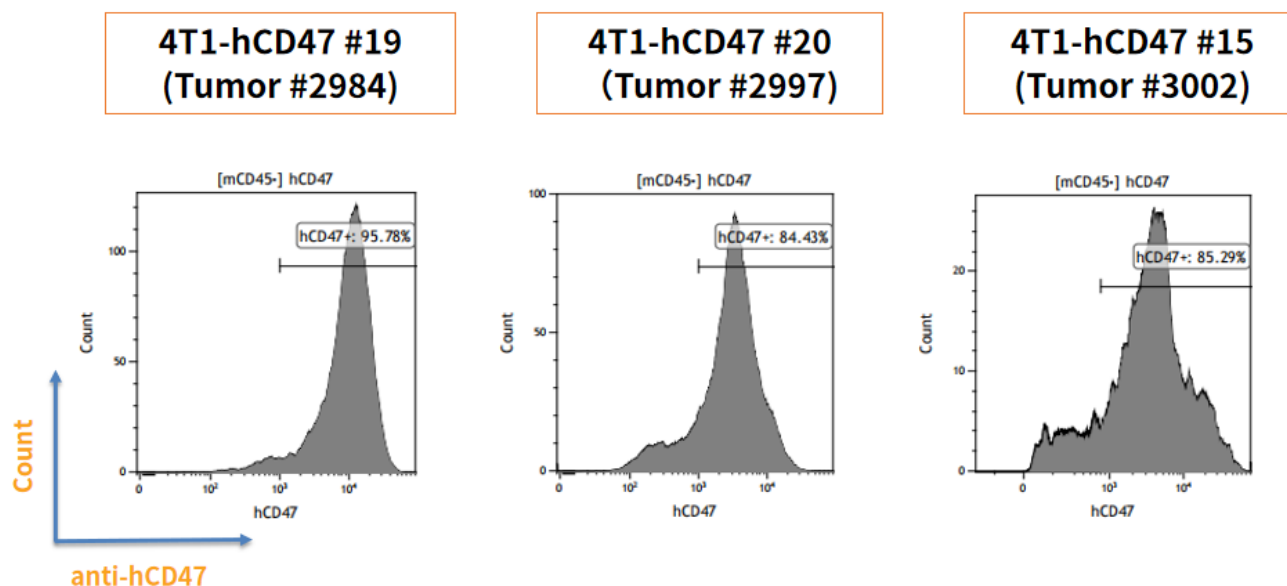 4T1-hCD47 #19
(Tumor #2984)
4T1-hCD47 #20
(Tumor #2997)
4T1-hCD47 #15
(Tumor #3002)
[mCD45-] hCD47
hCD47+: 95.78%
100
50
0
Count
0 10² 10³ 10⁴
hCD47
[mCD45-] hCD47
hCD47+: 84.43%
100
50
0
Count
0 10² 10³ 10⁴
hCD47
[mCD45-] hCD47
hCD47+: 85.29%
20
10
0
Count
0 10³ 10⁴
hCD47
Count
anti-hCD47